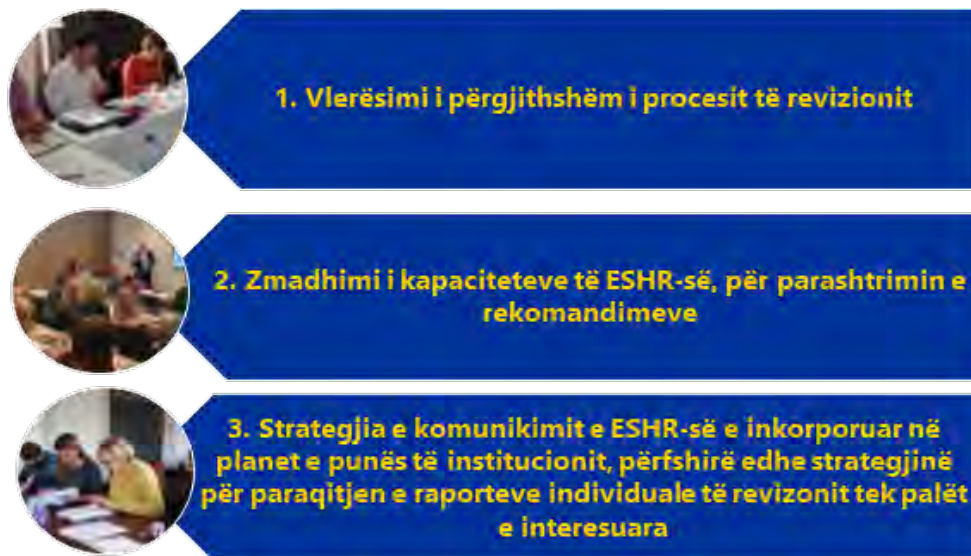 1. Vlerësimi i përgjithshëm i procesit të revizionit
2. Zmadhimi i kapaciteteve të ESHR-së, për parashtrimin e
rekomandimeve
3. Strategjia e komunikimit e ESHR-së e inkorporuar në
planet e punës të institucionit, përfshirë edhe strategjinë
për paraqitjen e raporteve individuale të revizonit tek palët
e interesuara